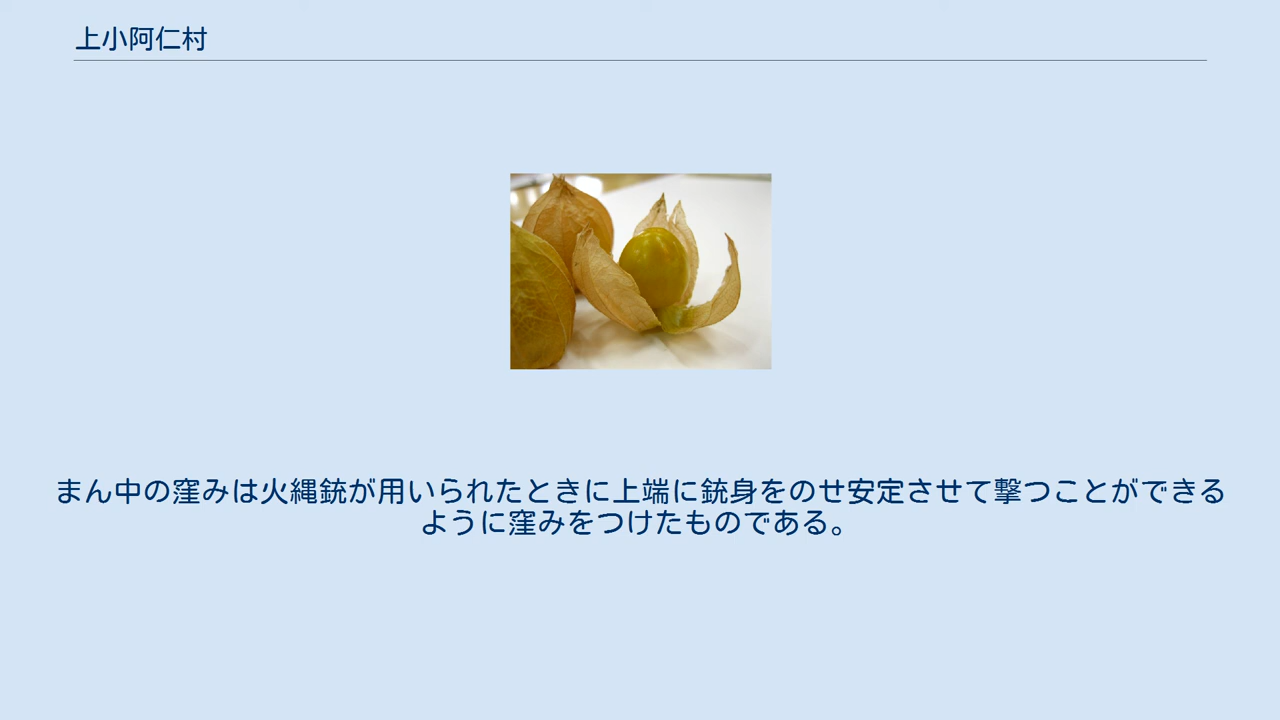 上小阿仁村
まん中の窪みは火縄銃が用いられたときに上端に銃身をのせ安定させて撃つことができる
ように窪みをつけたものである。